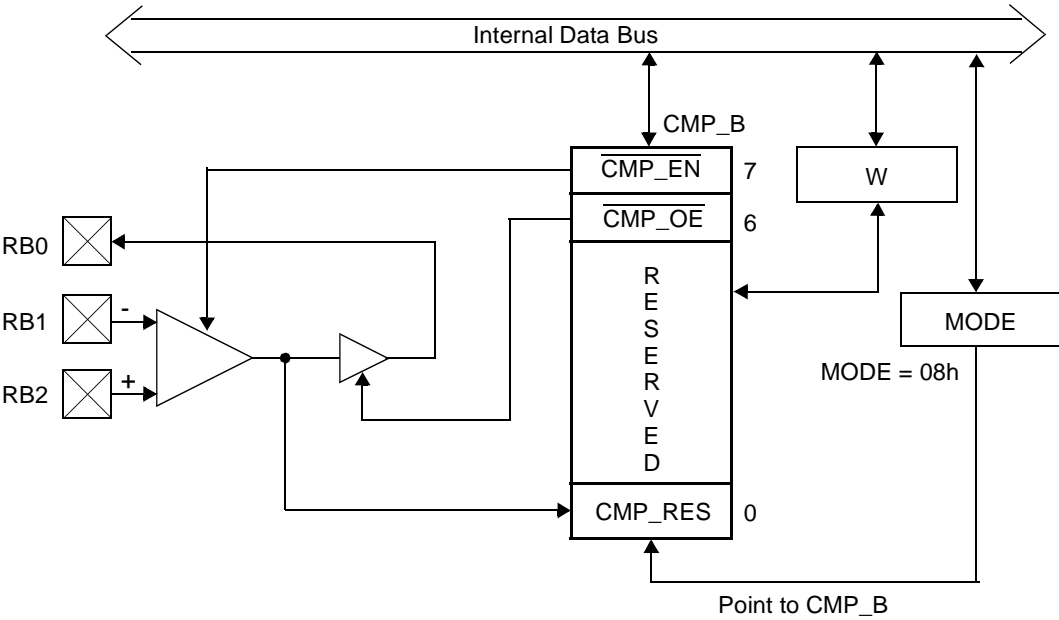 Internal Data Bus
CMP_B
CMP_EN
7
W
CMP_OE
6
RB0
RESERVED
RB1
-
MODE
MODE = 08h
RB2
+
CMP_RES
0
Point to CMP_B